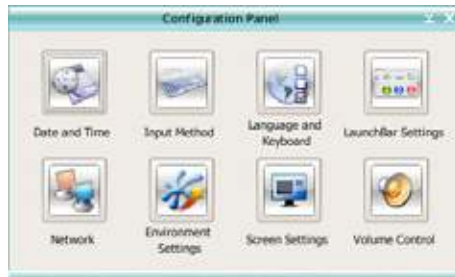 Configuration Panel
Date and Time
Input Method
Language and
Keyboard
LaunchBar Settings
Network
Environment
Settings
Screen Settings
Volume Control